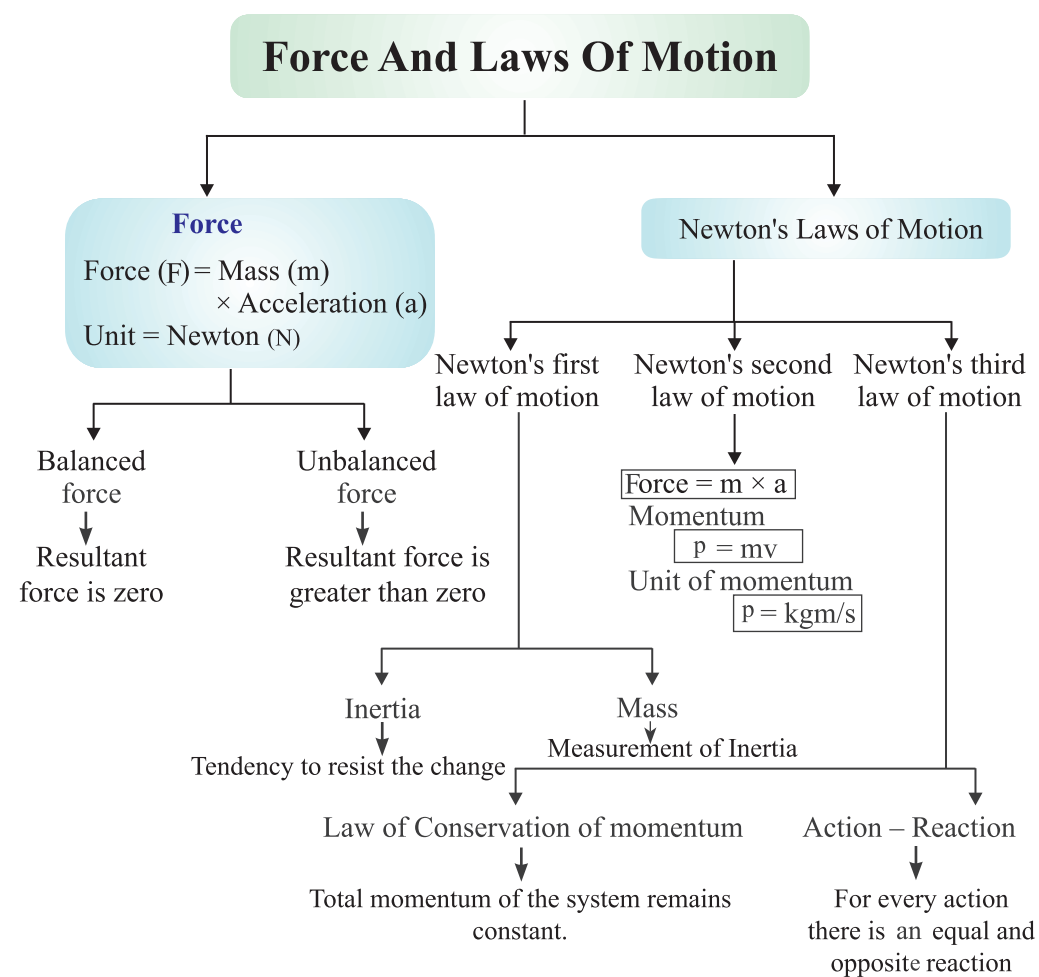 Force And Laws Of Motion
Force
Force (F) = Mass (m)
× Acceleration (a)
Unit = Newton (N)
Newton's Laws of Motion
Newton's first
law of motion
Newton's second
law of motion
Newton's third
law of motion
Balanced
force
Resultant
force is zero
Unbalanced
force
Resultant force is
greater than zero
Force = m × a
Momentum
p = mv
Unit of momentum
p = kgm/s
Inertia
Tendency to resist the change
Mass
Measurement of Inertia
Law of Conservation of momentum
Total momentum of the system remains
constant.
Action – Reaction
For every action
there is an equal and
opposite reaction